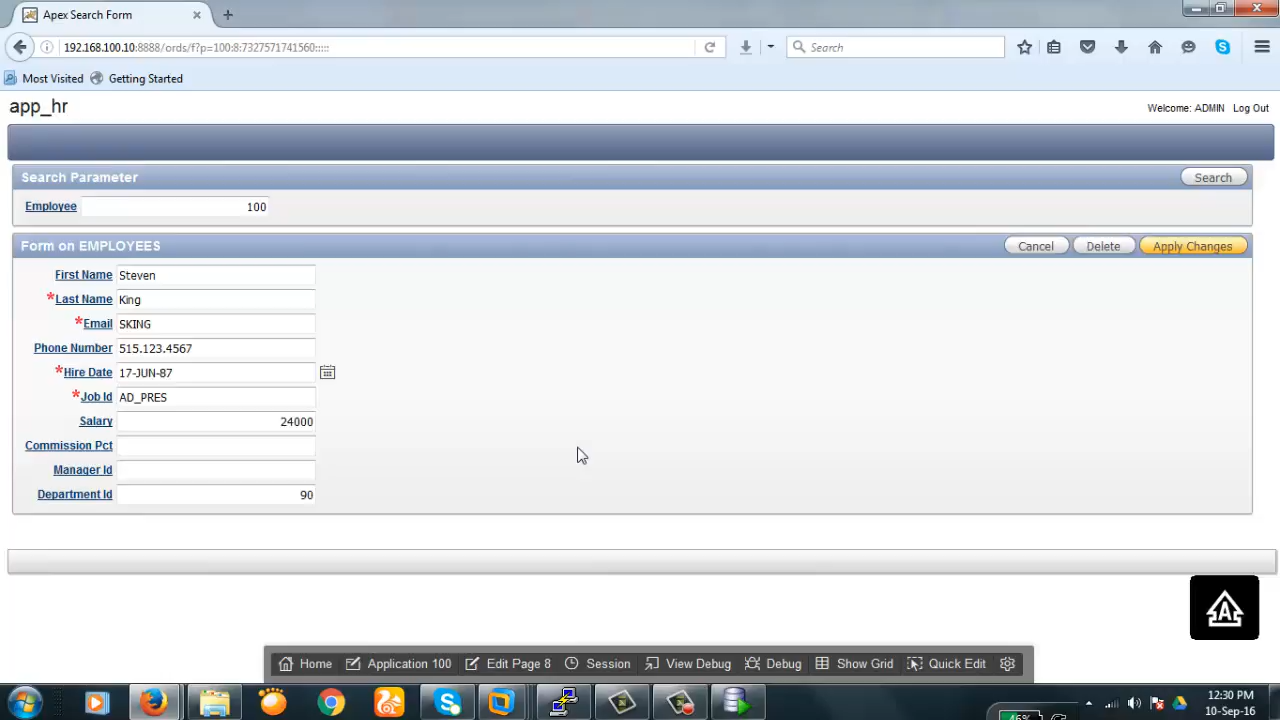 Apex Search Form
192.168.100.10:8888/ords/f?p=100:8:7327571741560:::::
Search
Most Visited Getting Started
app_hr
Welcome: ADMIN Log Out
Search Parameter Search
Employee 100
Form on EMPLOYEES Cancel Delete Apply Changes
First Name Steven
*Last Name King
*Email SKING
Phone Number 515.123.4567
*Hire Date 17-JUN-87
*Job Id AD_PRES
Salary 24000
Commission Pct
Manager Id
Department Id 90
A
Home Application 100 Edit Page 8 Session View Debug Debug Show Grid Quick Edit
12:30 PM
10-Sep-16
46%